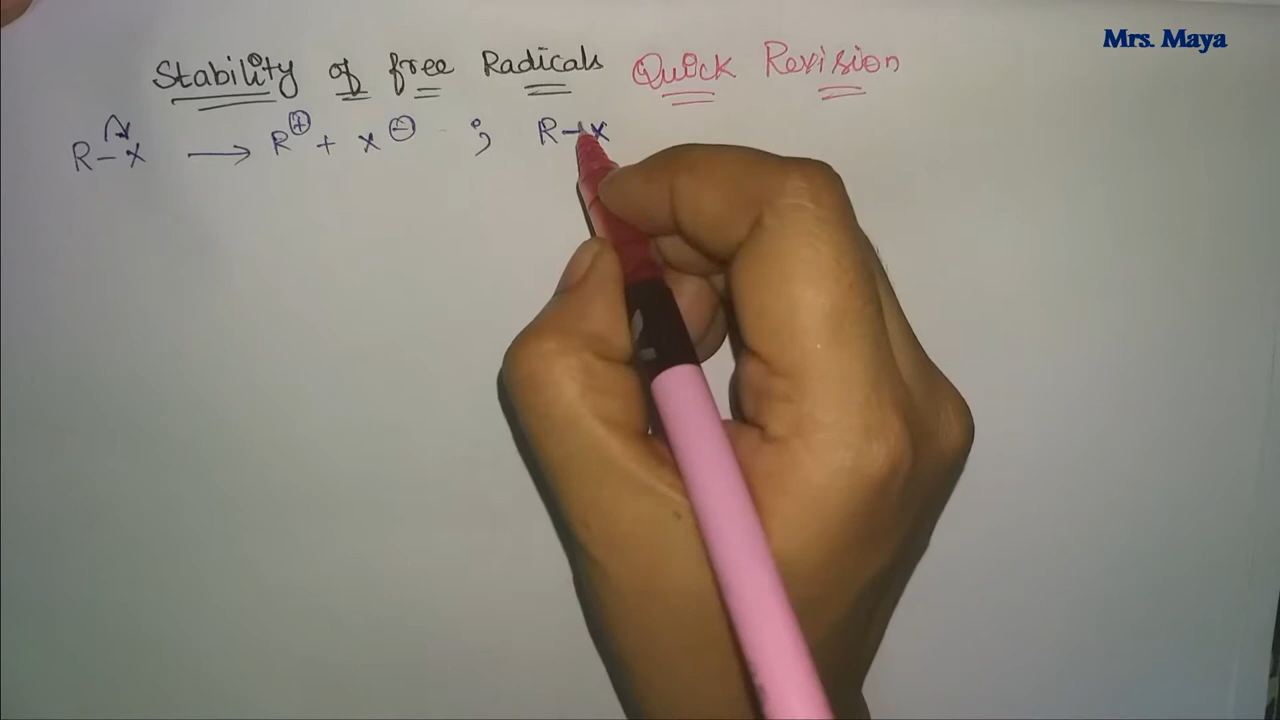 Mrs. Maya
Stability of free Radicals Quick Revision
R-X ⟶ R⊕ + X⊖ ; R-X